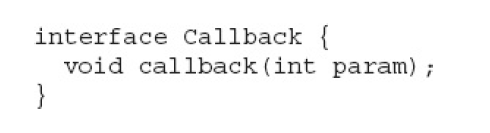 interface Callback {
  void callback(int param);
}